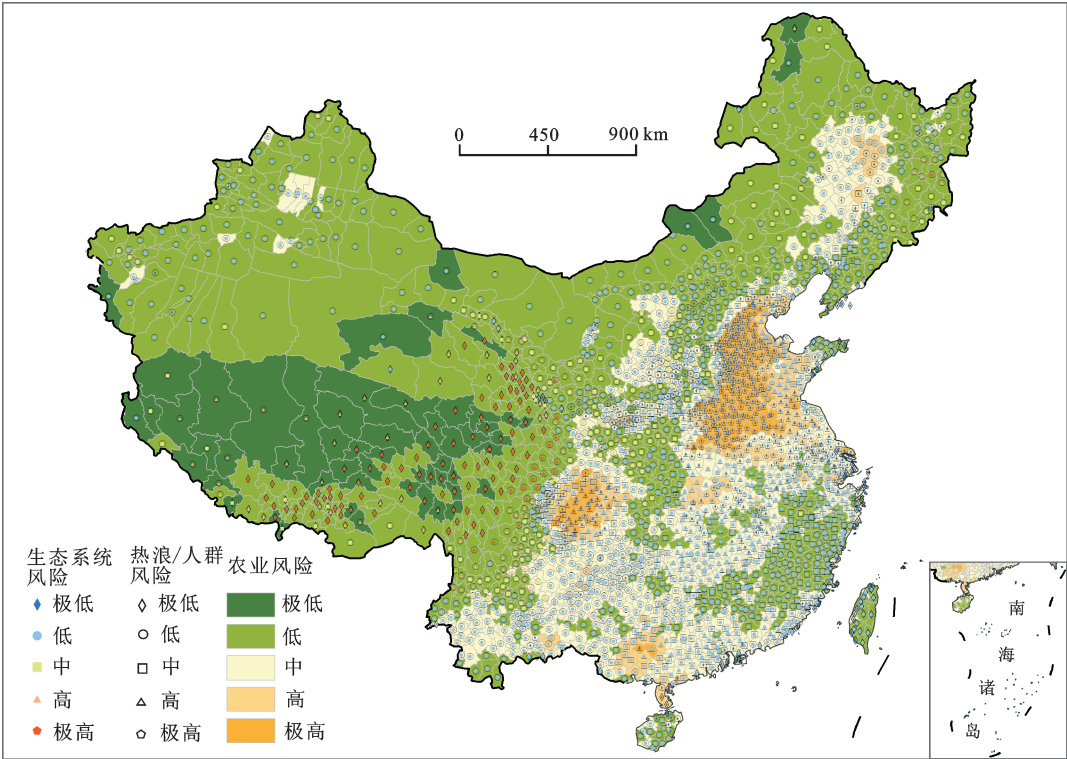 0 450 900 km
生态系统 热浪/人群 农业风险
风险 风险
极低 极低 极低
低 低 低
中 中 中
高 高 高
极高 极高 极高
南
海
诸
岛